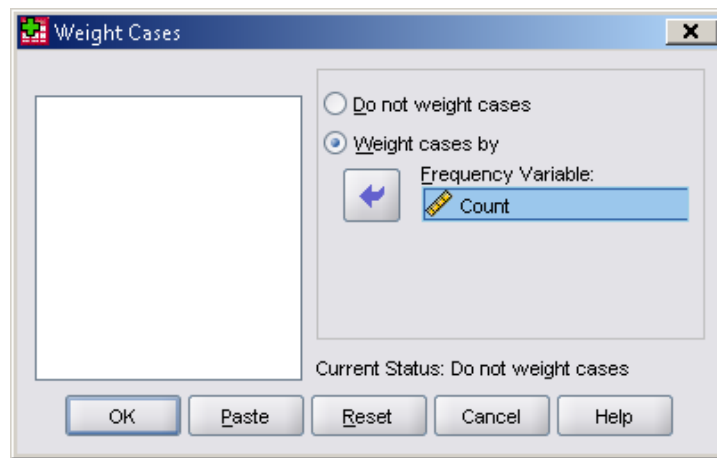 Weight Cases
Do not weight cases
Weight cases by
Frequency Variable:
Count
Current Status: Do not weight cases
OK
Paste
Reset
Cancel
Help